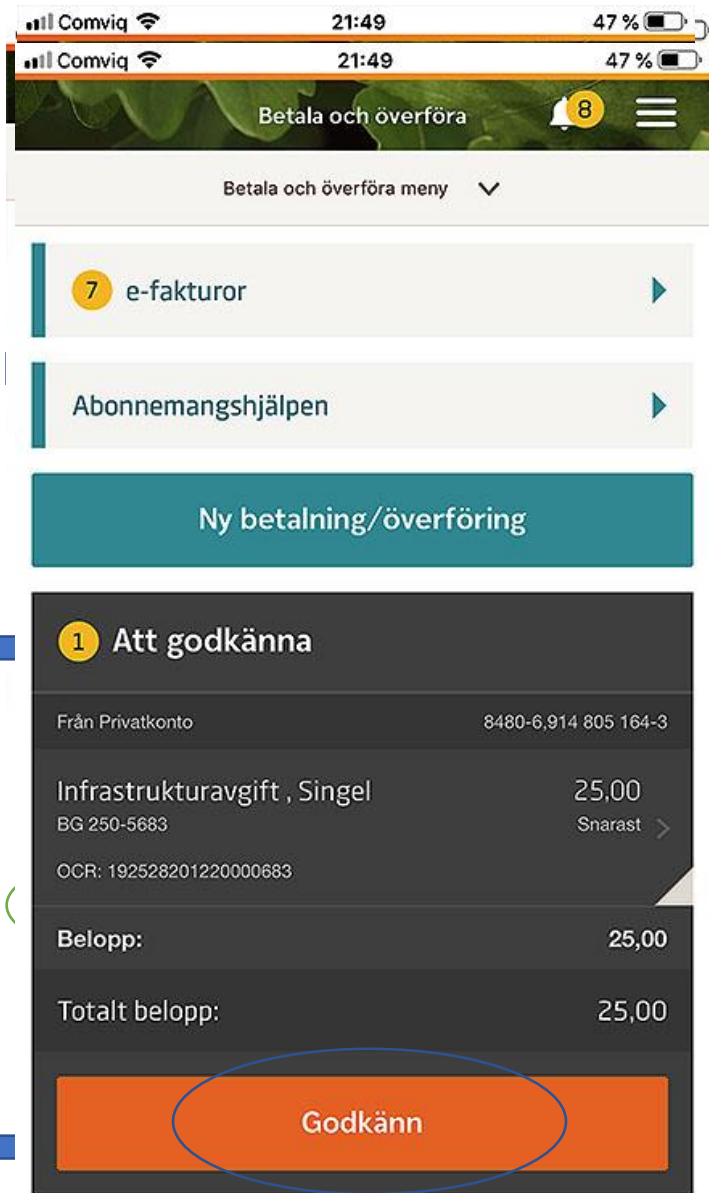 Comviq 21:49 47 %
Comviq 21:49 47 %
Betala och överföra 8
Betala och överföra meny
7 e-fakturor
Abonnemangshjälpen
Ny betalning/överföring
1 Att godkänna
Från Privatkonto 8480-6,914 805 164-3
Infrastrukturavgift , Singel 25,00
BG 250-5683 Snarast
OCR: 192528201220000683
Belopp: 25,00
Totalt belopp: 25,00
Godkänn